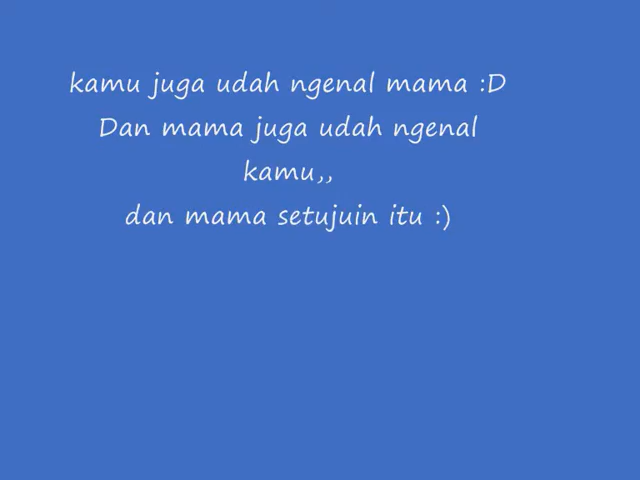 kamu juga udah ngenal mama :D
Dan mama juga udah ngenal
kamu,,
dan mama setujuin itu :)